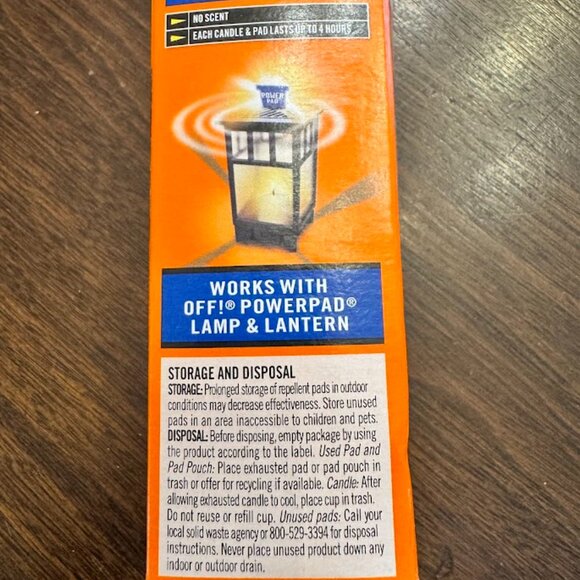 NO SCENT
EACH CANDLE & PAD LASTS UP TO 4 HOURS
POWER
PAD
WORKS WITH
OFF!® POWERPAD®
LAMP & LANTERN
STORAGE AND DISPOSAL
STORAGE: Prolonged storage of repellent pads in outdoor
conditions may decrease effectiveness. Store unused
pads in an area inaccessible to children and pets.
DISPOSAL: Before disposing, empty package by using
the product according to the label. Used Pad and
Pad Pouch: Place exhausted pad or pad pouch in
trash or offer for recycling if available. Candle: After
allowing exhausted candle to cool, place cup in trash.
Do not reuse or refill cup. Unused pads: Call your
local solid waste agency or 800-529-3394 for disposal
instructions. Never place unused product down any
indoor or outdoor drain.